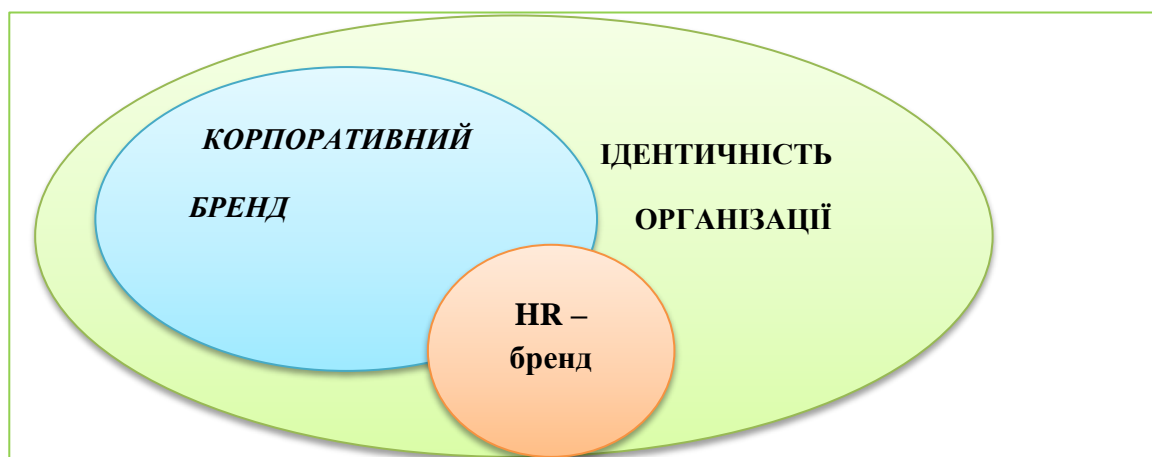 КОРПОРАТИВНИЙ
БРЕНД
ІДЕНТИЧНІСТЬ
ОРГАНІЗАЦІЇ
HR –
бренд